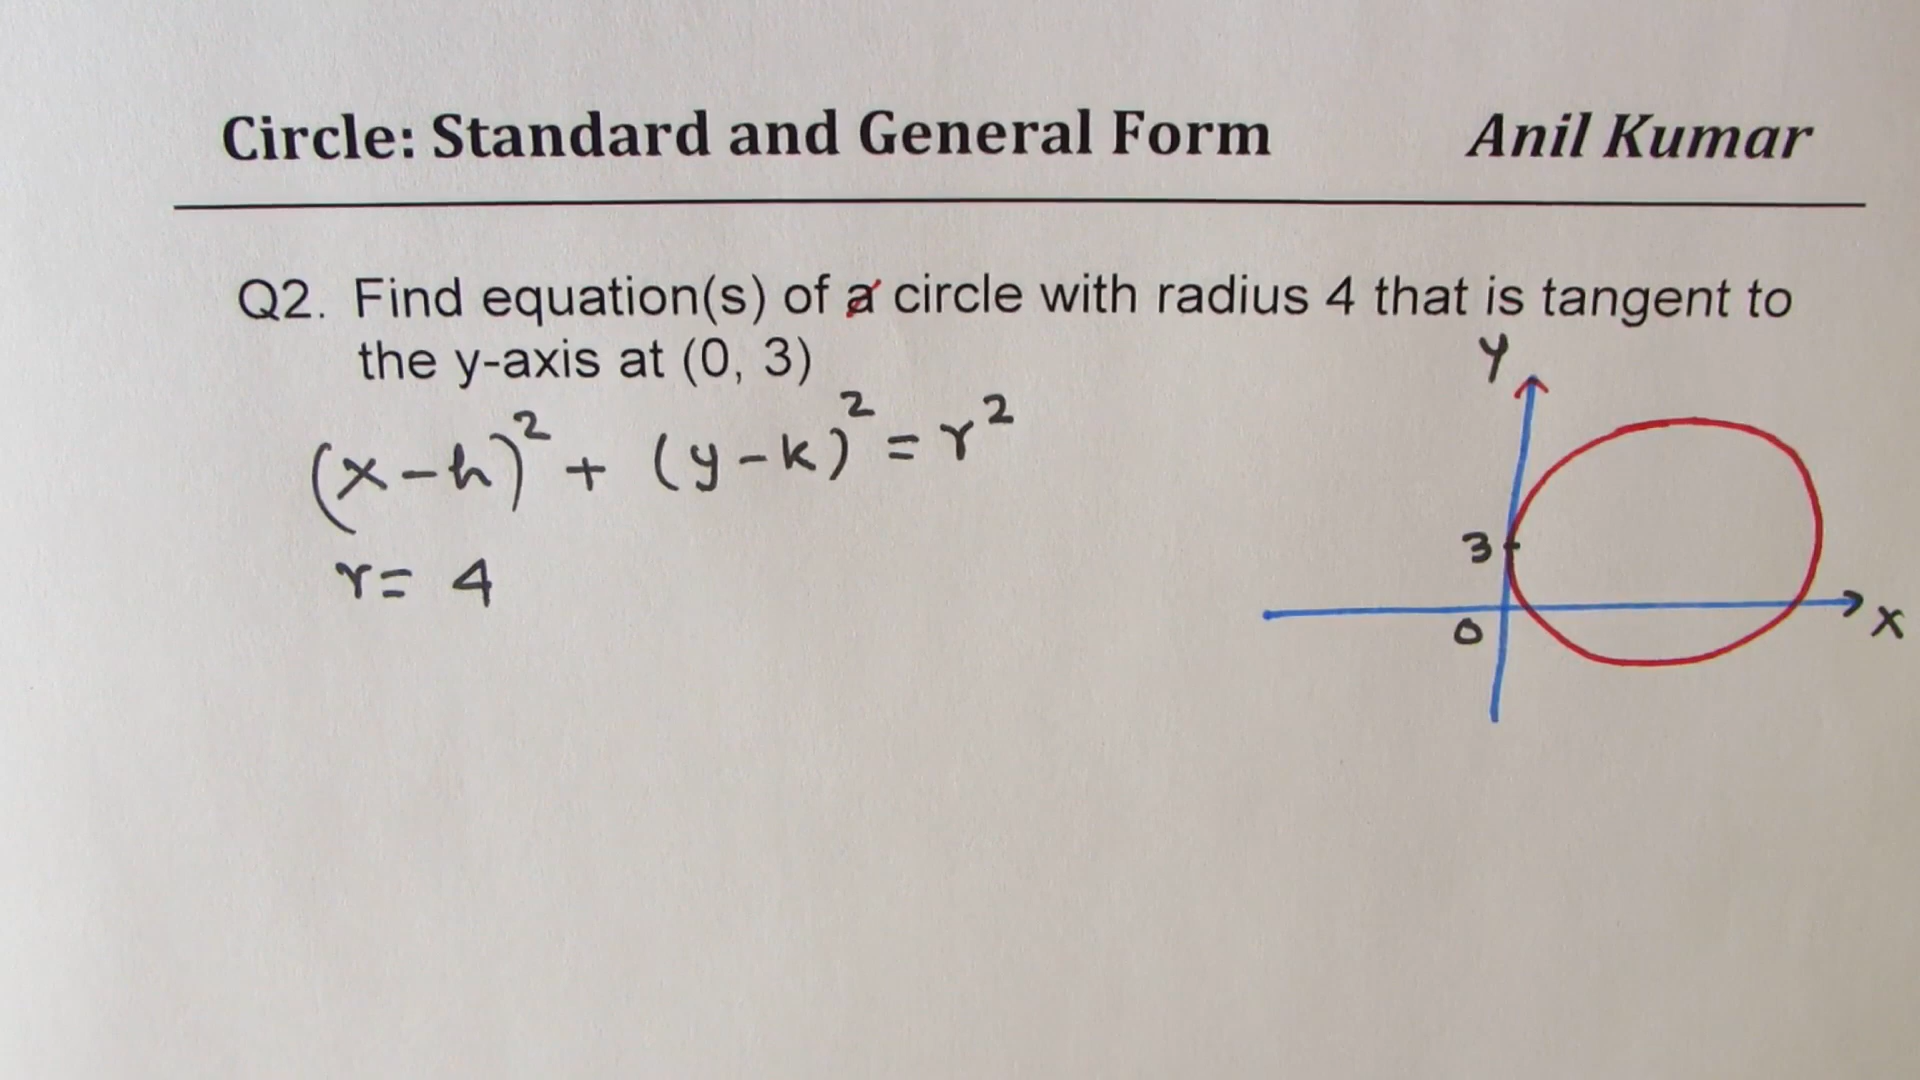 Circle: Standard and General Form Anil Kumar
Q2. Find equation(s) of a circle with radius 4 that is tangent to
the y-axis at (0, 3)
(x-h)² + (y-k)² = r²
r = 4
Y
3
0
X